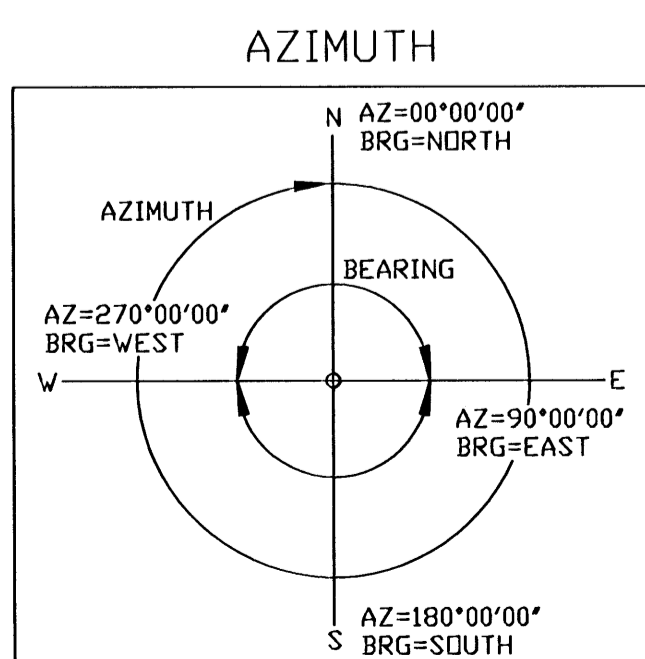 AZIMUTH
N AZ=00°00'00"
BRG=NORTH
AZIMUTH
BEARING
AZ=270°00'00"
BRG=WEST
W
E
AZ=90°00'00"
BRG=EAST
S AZ=180°00'00"
BRG=SOUTH